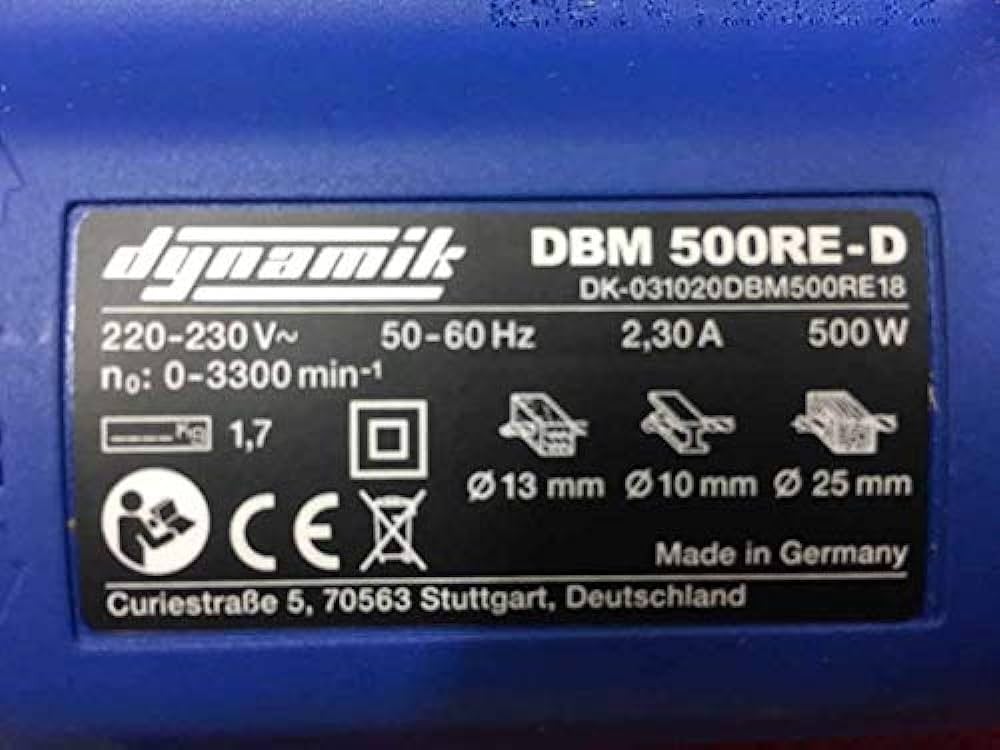 dynamik
DBM 500RE-D
DK-031020DBM500RE18
220-230 V~ 50-60 Hz 2,30 A 500 W
n₀: 0-3300 min⁻¹
Kg 1,7
Ø 13 mm Ø 10 mm Ø 25 mm
CE
Made in Germany
Curiestraße 5, 70563 Stuttgart, Deutschland